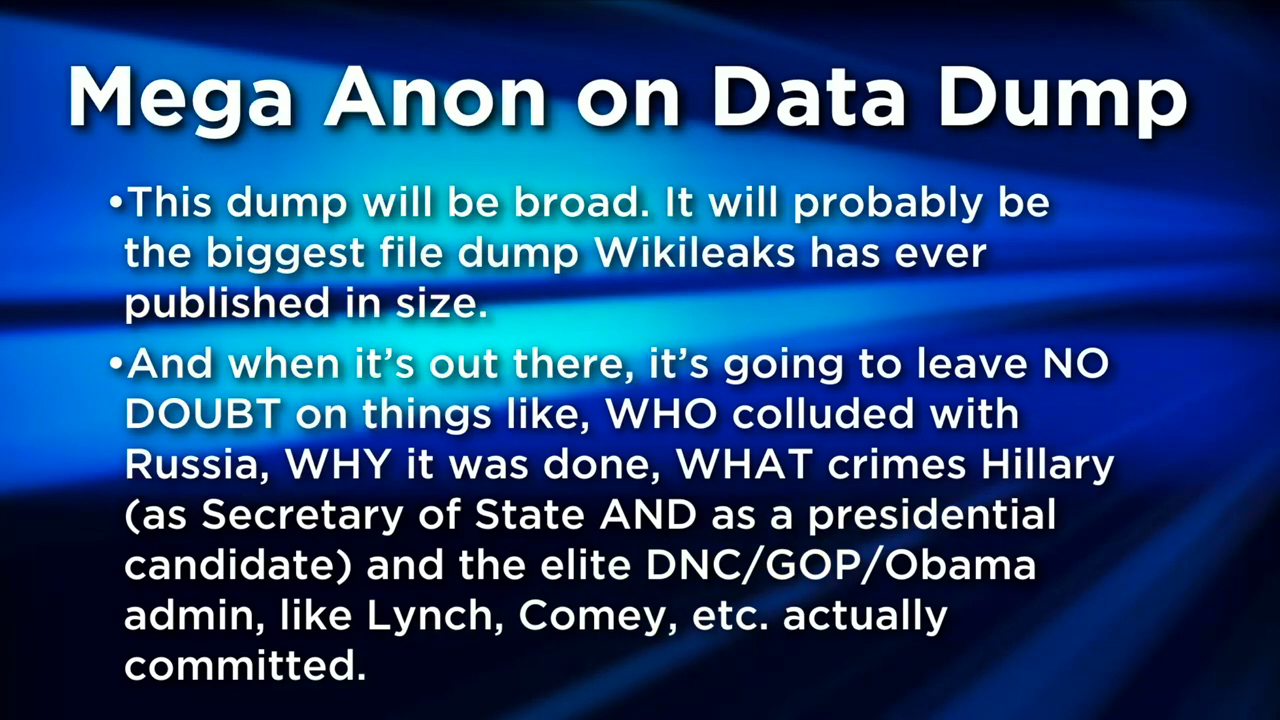 Mega Anon on Data Dump
•This dump will be broad. It will probably be
the biggest file dump Wikileaks has ever
published in size.
•And when it’s out there, it’s going to leave NO
DOUBT on things like, WHO colluded with
Russia, WHY it was done, WHAT crimes Hillary
(as Secretary of State AND as a presidential
candidate) and the elite DNC/GOP/Obama
admin, like Lynch, Comey, etc. actually
committed.